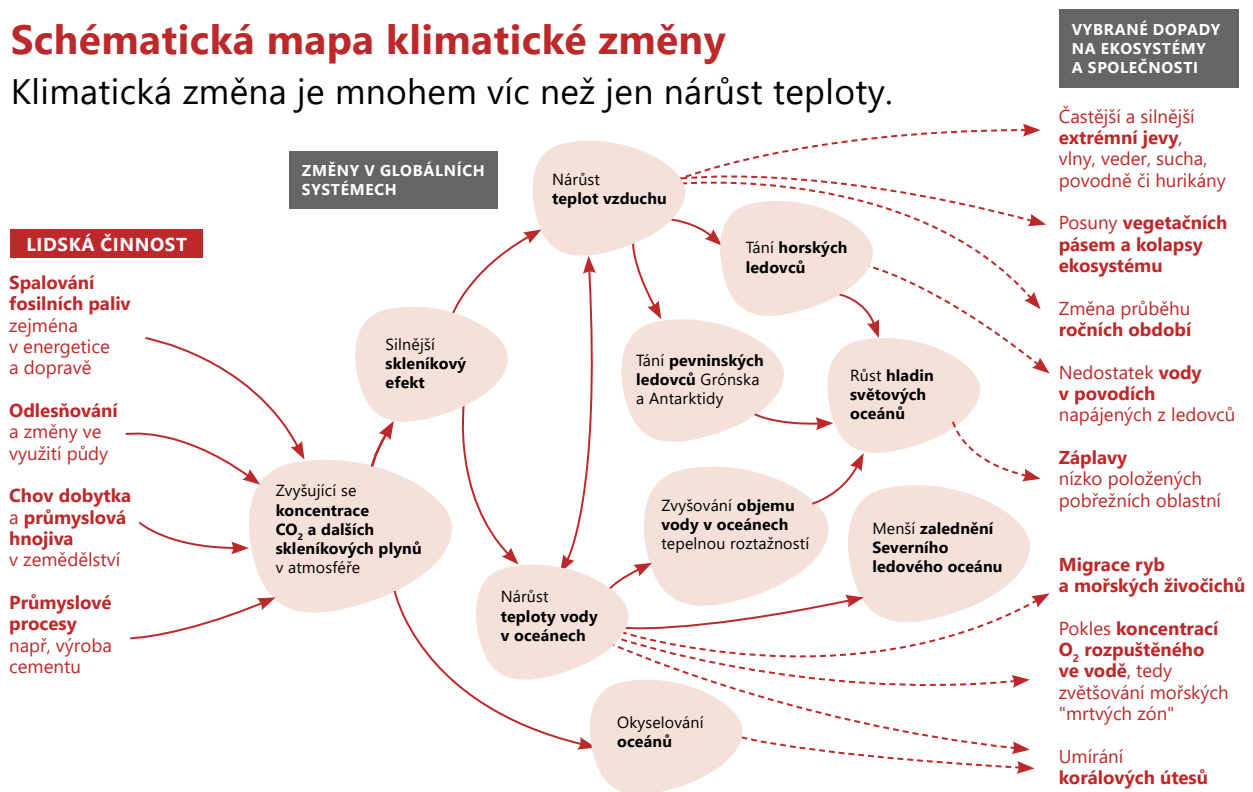 Schématická mapa klimatické změny
Klimatická změna je mnohem víc než jen nárůst teploty.
LIDSKÁ ČINNOST
Spalování
fosilních paliv
zejména
v energetice
a dopravě
Odlesňování
a změny ve
využití půdy
Chov dobytka
a průmyslová
hnojiva
v zemědělství
Průmyslové
procesy
např, výroba
cementu
ZMĚNY V GLOBÁLNÍCH
SYSTÉMECH
Zvyšující se
koncentrace
CO₂ a dalších
skleníkových plynů
v atmosféře
Silnější
skleníkový
efekt
Nárůst
teplot vzduchu
Tání horských
ledovců
Tání pevninských
ledovců Grónska
a Antarktidy
Růst hladin
světových
oceánů
Zvyšování objemu
vody v oceánech
tepelnou roztažností
Menší zalednění
Severního
ledového oceánu
Nárůst
teploty vody
v oceánech
Okyselování
oceánů
VYBRANÉ DOPADY
NA EKOSYSTÉMY
A SPOLEČNOSTI
Častější a silnější
extrémní jevy,
vlny, veder, sucha,
povodně či hurikány
Posuny vegetačních
pásem a kolapsy
ekosystému
Změna průběhu
ročních období
Nedostatek vody
v povodích
napájených z ledovců
Záplavy
nízko položených
pobřežních oblastní
Migrace ryb
a mořských živočichů
Pokles koncentrací
O₂ rozpuštěného
ve vodě, tedy
zvětšování mořských
"mrtvých zón"
Umírání
korálových útesů